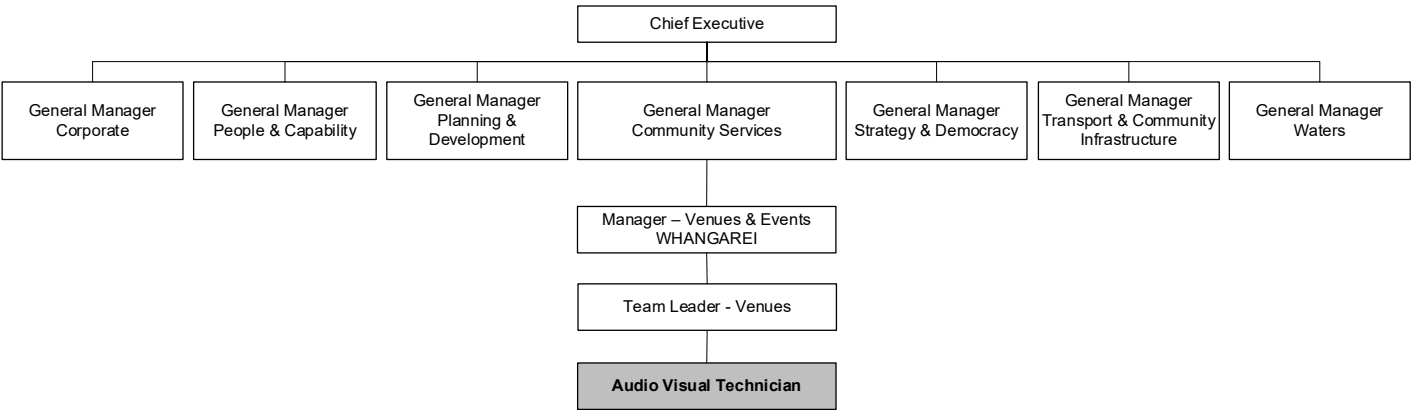 Chief Executive
General Manager
Corporate
General Manager
People & Capability
General Manager
Planning &
Development
General Manager
Community Services
General Manager
Strategy & Democracy
General Manager
Transport & Community
Infrastructure
General Manager
Waters
Manager – Venues & Events
WHANGAREI
Team Leader - Venues
Audio Visual Technician